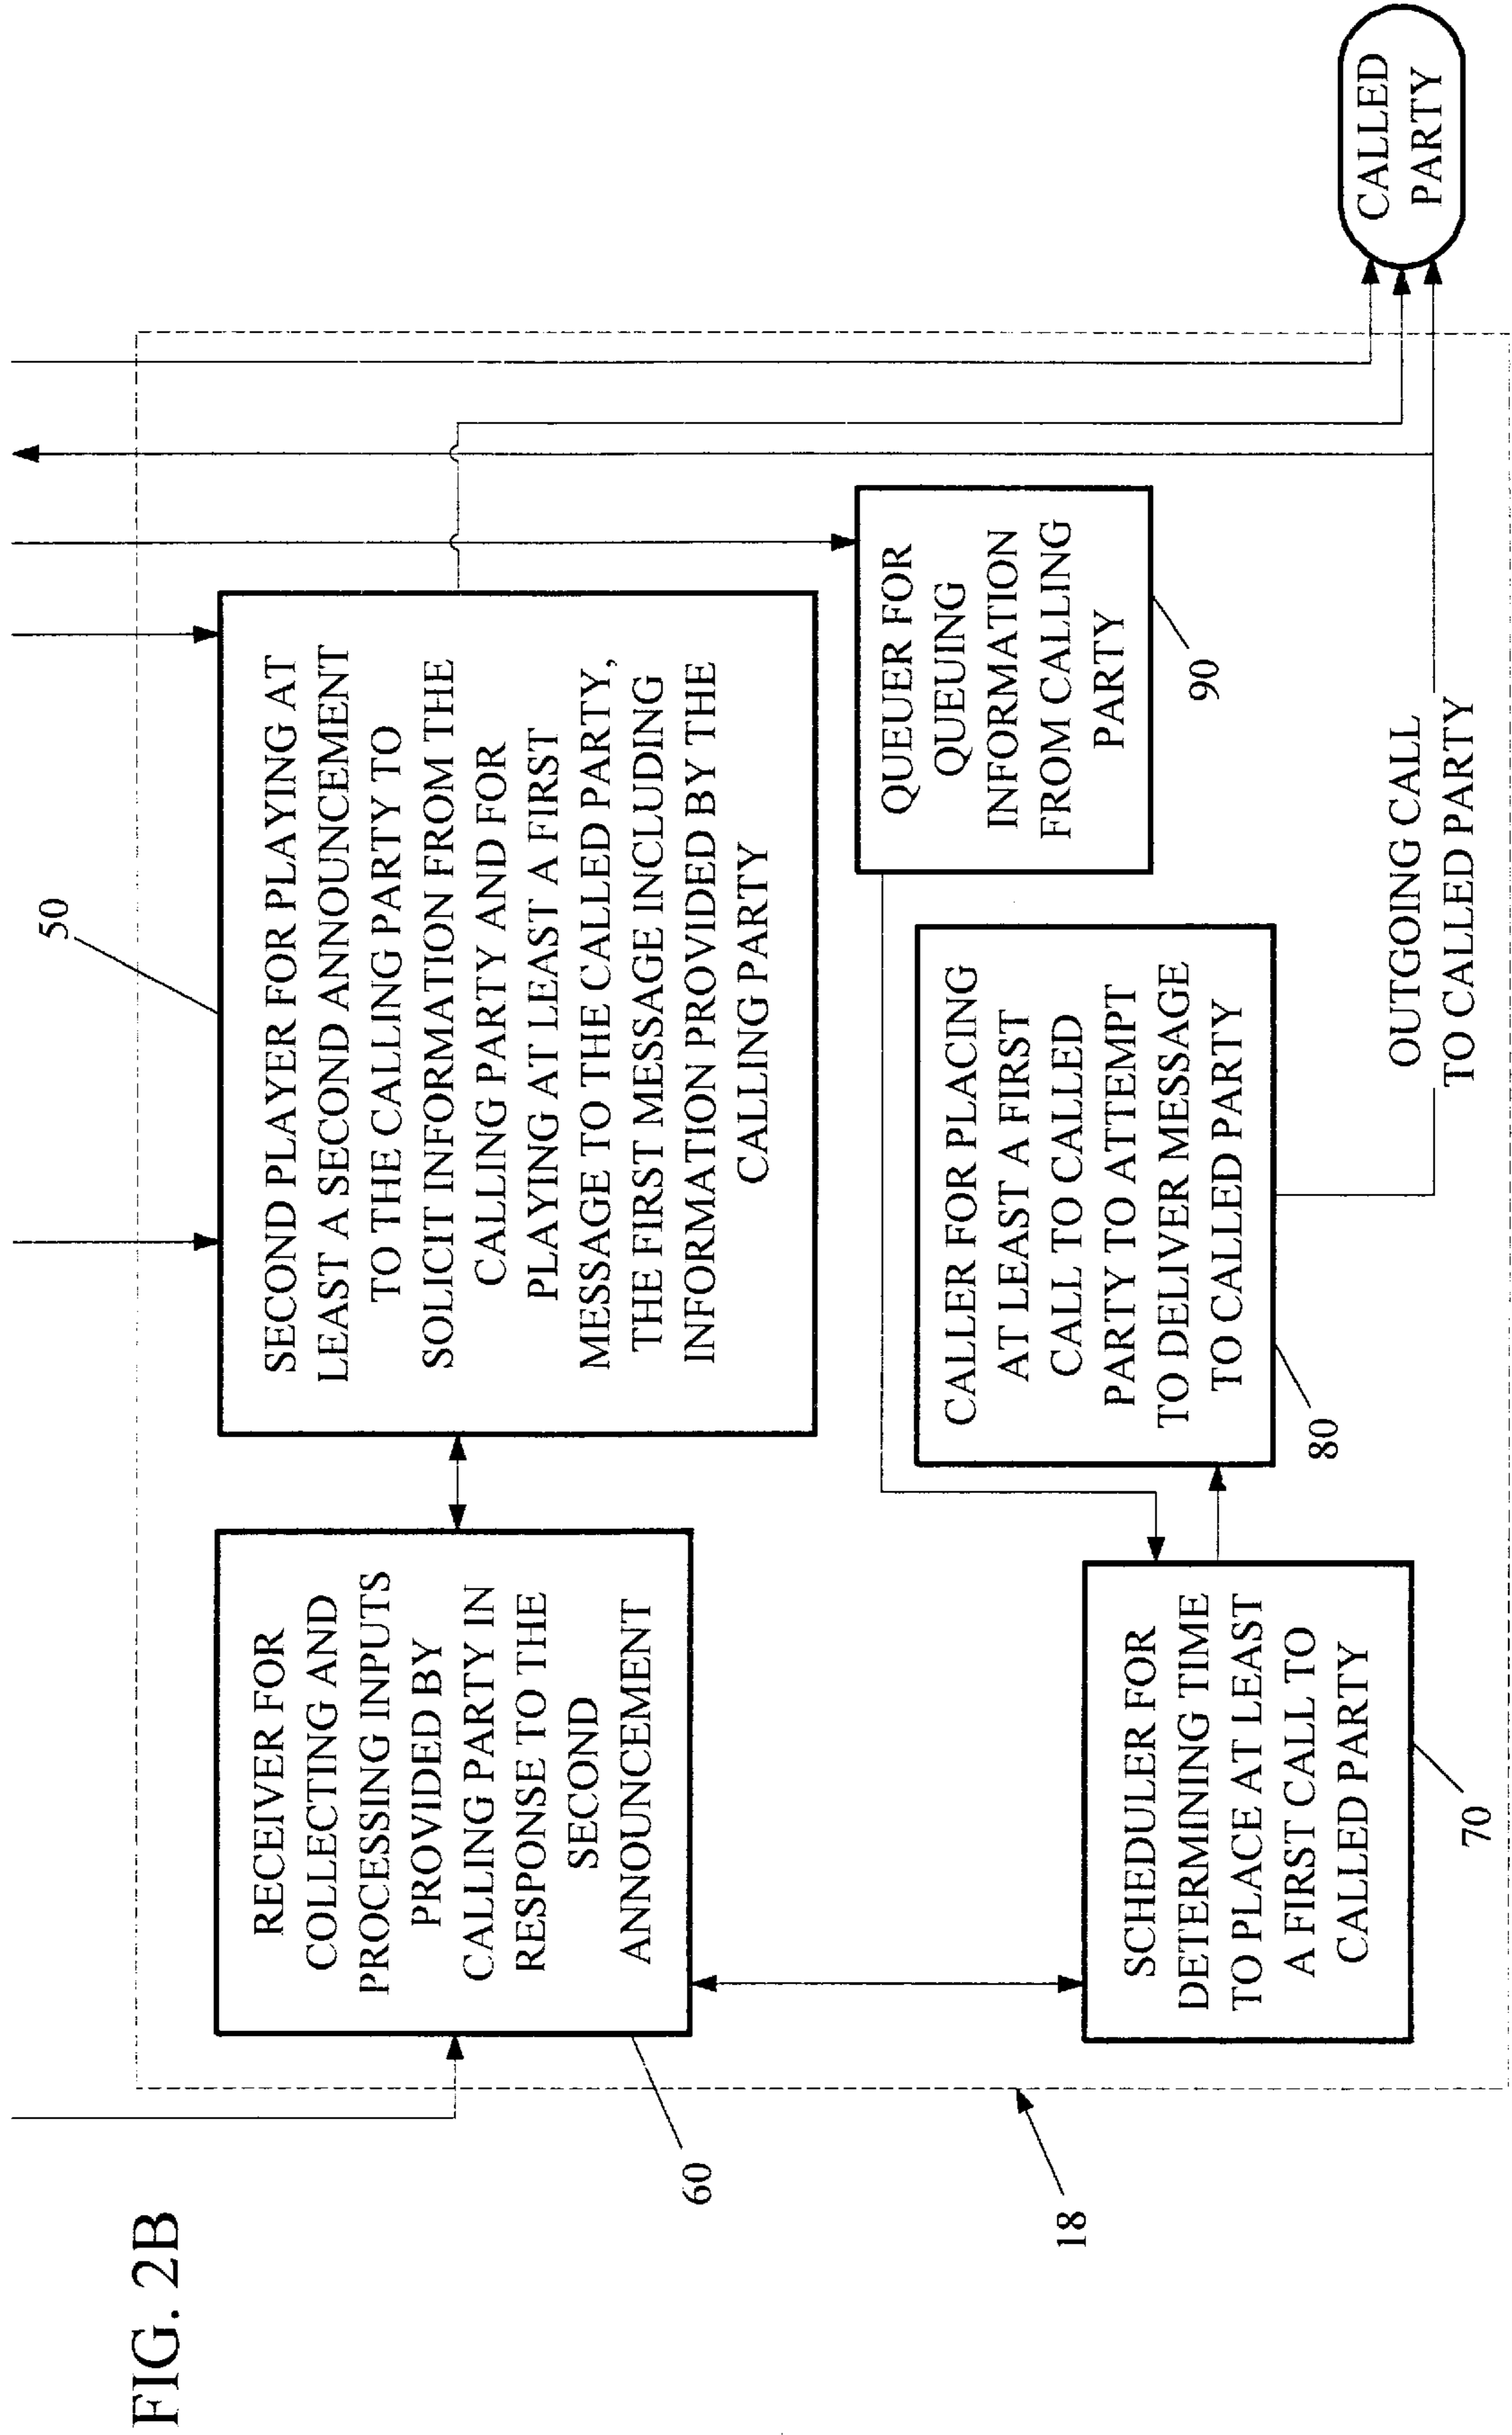 FIG. 2B
50
SECOND PLAYER FOR PLAYING AT
LEAST A SECOND ANNOUNCEMENT
TO THE CALLING PARTY TO
SOLICIT INFORMATION FROM THE
CALLING PARTY AND FOR
PLAYING AT LEAST A FIRST
MESSAGE TO THE CALLED PARTY,
THE FIRST MESSAGE INCLUDING
INFORMATION PROVIDED BY THE
CALLING PARTY
RECEIVER FOR
COLLECTING AND
PROCESSING INPUTS
PROVIDED BY
CALLING PARTY IN
RESPONSE TO THE
SECOND
ANNOUNCEMENT
60
QUEUER FOR
QUEUING
INFORMATION
FROM CALLING
PARTY
90
CALLER FOR PLACING
AT LEAST A FIRST
CALL TO CALLED
PARTY TO ATTEMPT
TO DELIVER MESSAGE
TO CALLED PARTY
80
SCHEDULER FOR
DETERMINING TIME
TO PLACE AT LEAST
A FIRST CALL TO
CALLED PARTY
70
18
OUTGOING CALL
TO CALLED PARTY
CALLED
PARTY